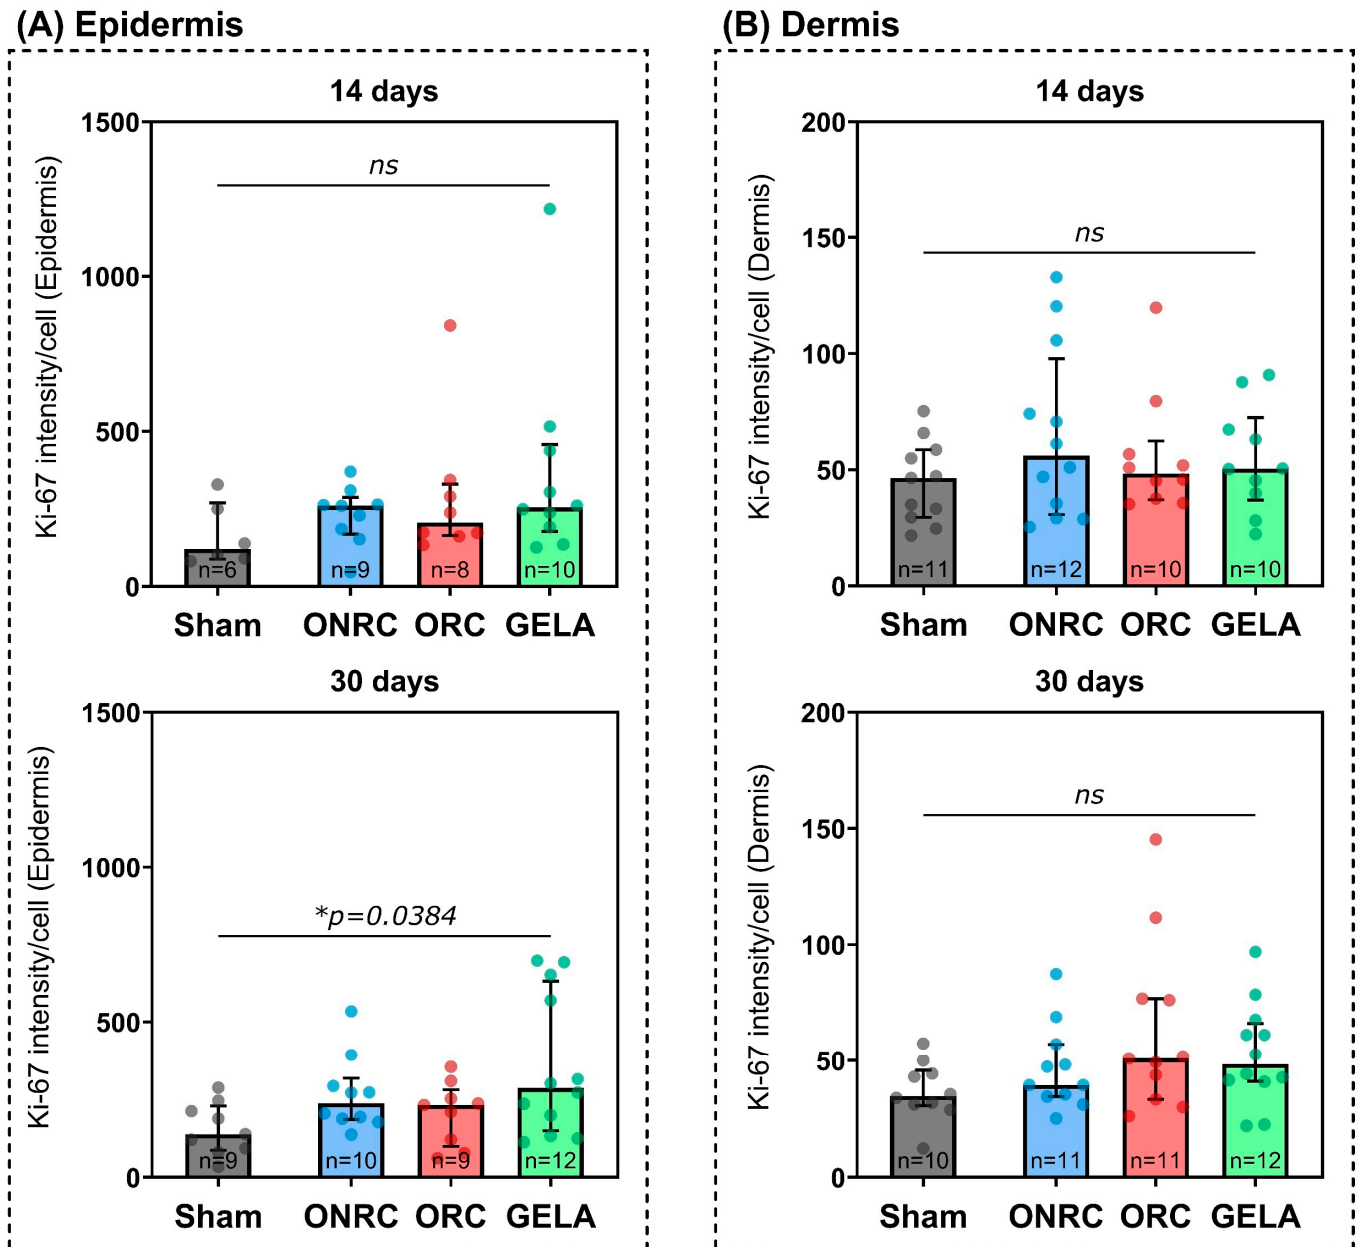 (A) Epidermis
14 days
Ki-67 intensity/cell (Epidermis)
1500
1000
500
0
ns
n=6
n=9
n=8
n=10
Sham
ONRC
ORC
GELA
30 days
Ki-67 intensity/cell (Epidermis)
1500
1000
500
0
*p=0.0384
n=9
n=10
n=9
n=12
Sham
ONRC
ORC
GELA
(B) Dermis
14 days
Ki-67 intensity/cell (Dermis)
200
150
100
50
0
ns
n=11
n=12
n=10
n=10
Sham
ONRC
ORC
GELA
30 days
Ki-67 intensity/cell (Dermis)
200
150
100
50
0
ns
n=10
n=11
n=11
n=12
Sham
ONRC
ORC
GELA